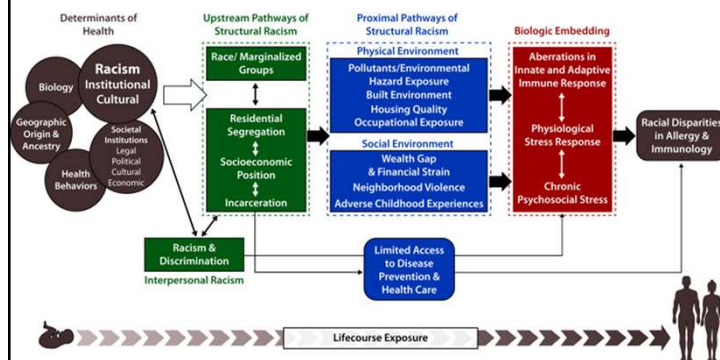 Determinants of
Health
Racism
Institutional
Cultural
Biology
Geographic
Origin &
Ancestry
Societal
Institutions
Legal
Political
Cultural
Economic
Health
Behaviors
Upstream Pathways of
Structural Racism
Race/ Marginalized
Groups
Residential
Segregation
Socioeconomic
Position
Incarceration
Racism &
Discrimination
Interpersonal Racism
Proximal Pathways of
Structural Racism
Physical Environment
Pollutants/Environmental
Hazard Exposure
Built Environment
Housing Quality
Occupational Exposure
Social Environment
Wealth Gap
& Financial Strain
Neighborhood Violence
Adverse Childhood Experiences
Limited Access
to Disease
Prevention &
Health Care
Biologic Embedding
Aberrations in
Innate and Adaptive
Immune Response
Physiological
Stress Response
Chronic
Psychosocial Stress
Racial Disparities
in Allergy &
Immunology
Lifecourse Exposure